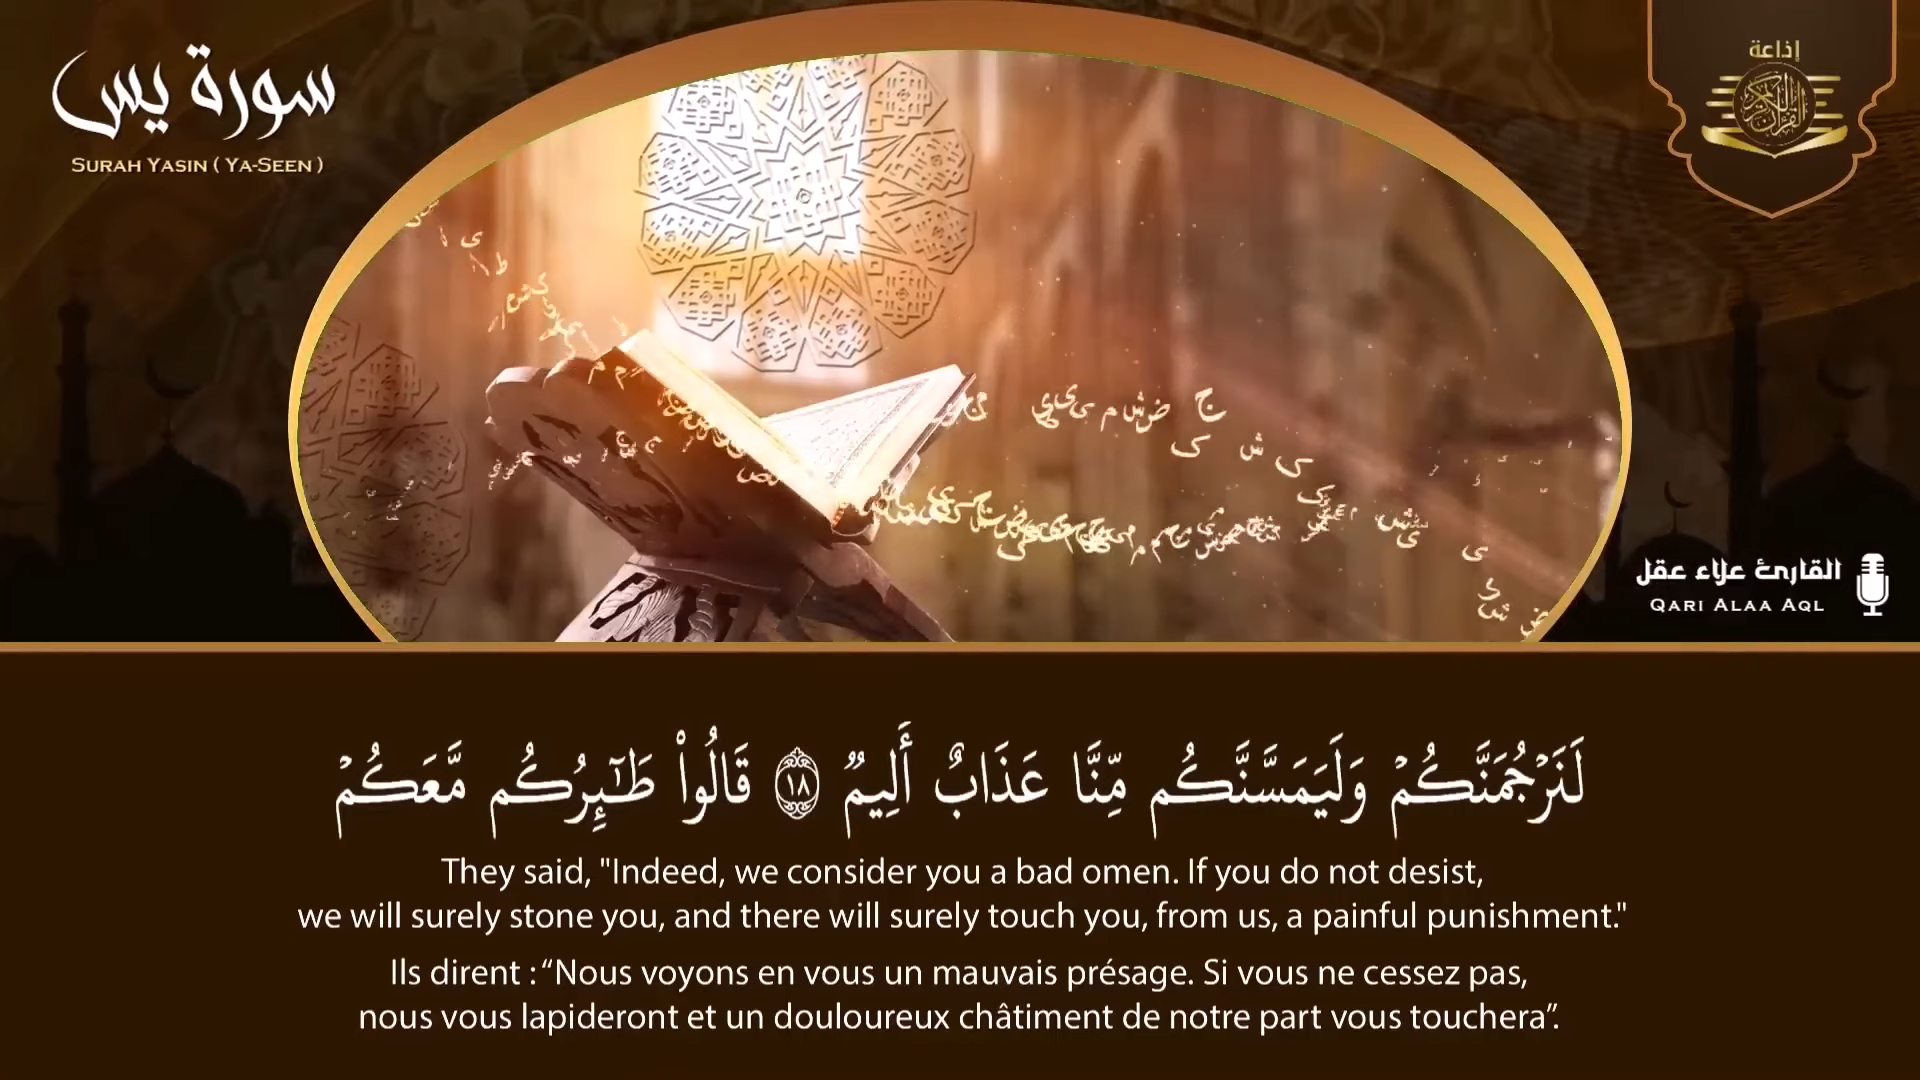 سورة يس
SURAH YASIN ( YA-SEEN )
إذاعة
القرآن الكريم
القارئ علاء عقل
QARI ALAA AQL
لَنَرْجُمَنَّكُمْ وَلَيَمَسَّنَّكُم مِّنَّا عَذَابٌ أَلِيمٌ ١٨ قَالُوا۟ طَـٰٓئِرُكُم مَّعَكُمْ
They said, "Indeed, we consider you a bad omen. If you do not desist,
we will surely stone you, and there will surely touch you, from us, a painful punishment."
Ils dirent : “Nous voyons en vous un mauvais présage. Si vous ne cessez pas,
nous vous lapideront et un douloureux châtiment de notre part vous touchera”.